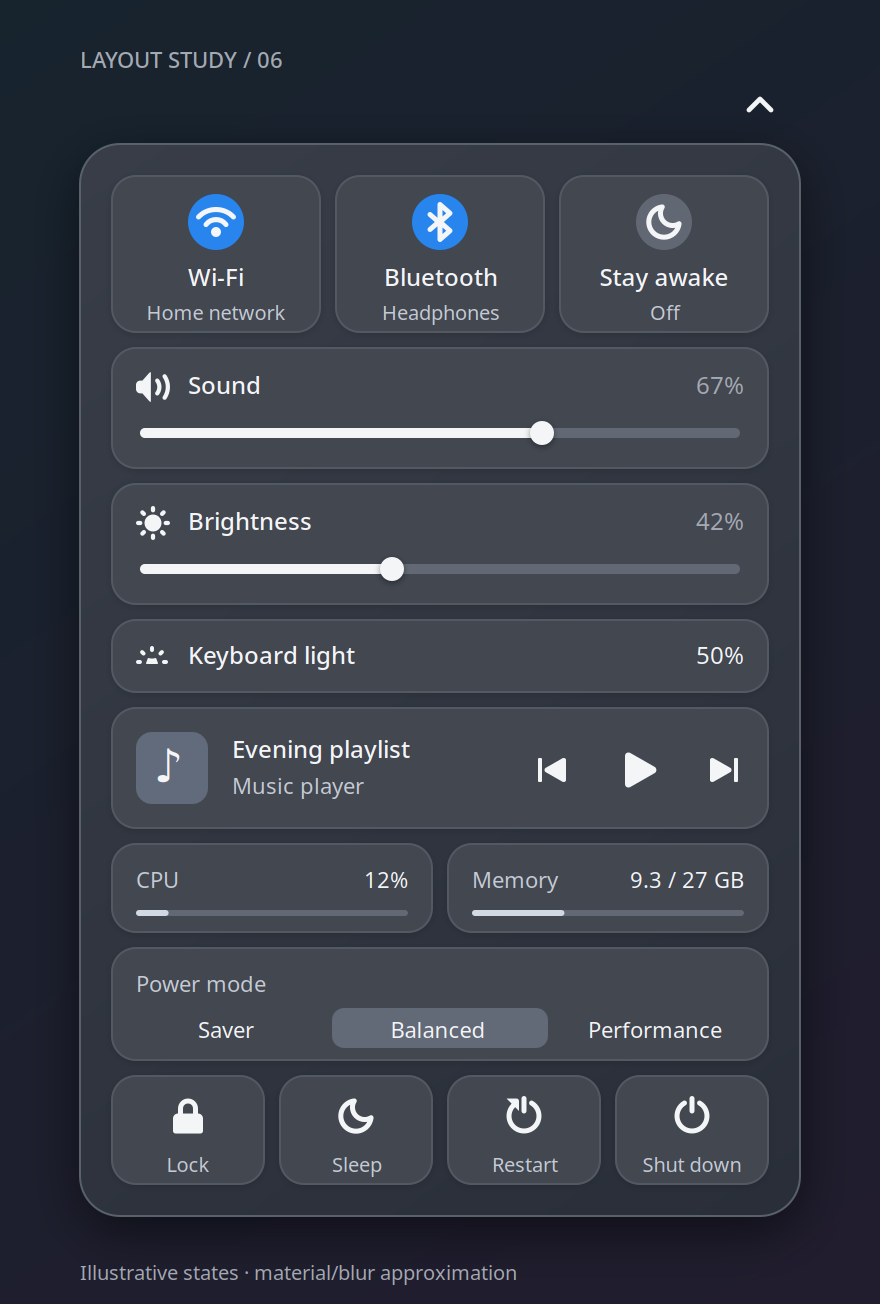 LAYOUT STUDY / 06
Wi-Fi
Home network
Bluetooth
Headphones
Stay awake
Off
Sound 67%
Brightness 42%
Keyboard light 50%
Evening playlist
Music player
CPU 12%
Memory 9.3 / 27 GB
Power mode
Saver Balanced Performance
Lock Sleep Restart Shut down
Illustrative states · material/blur approximation